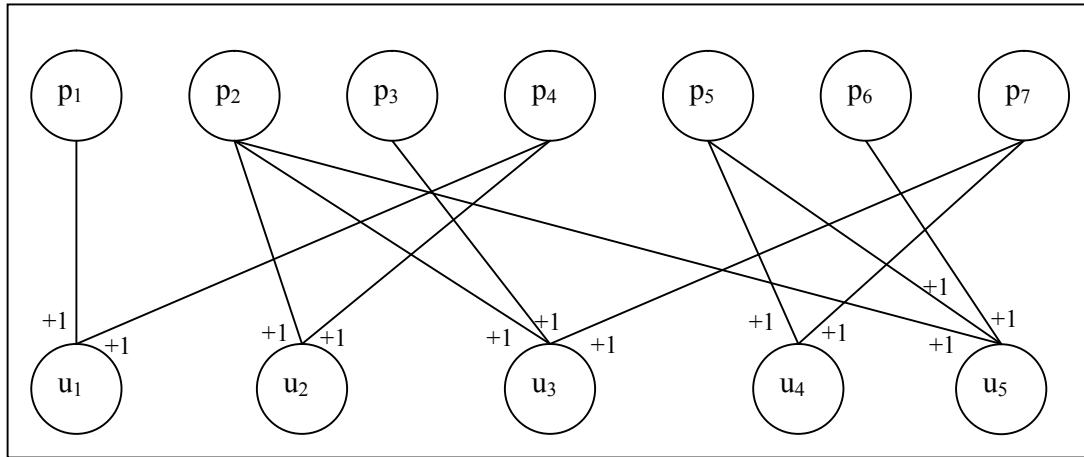 p₁ p₂ p₃ p₄ p₅ p₆ p₇
+1
+1 +1 +1 +1 +1 +1 +1 +1 +1 +1 +1
u₁ u₂ u₃ u₄ u₅